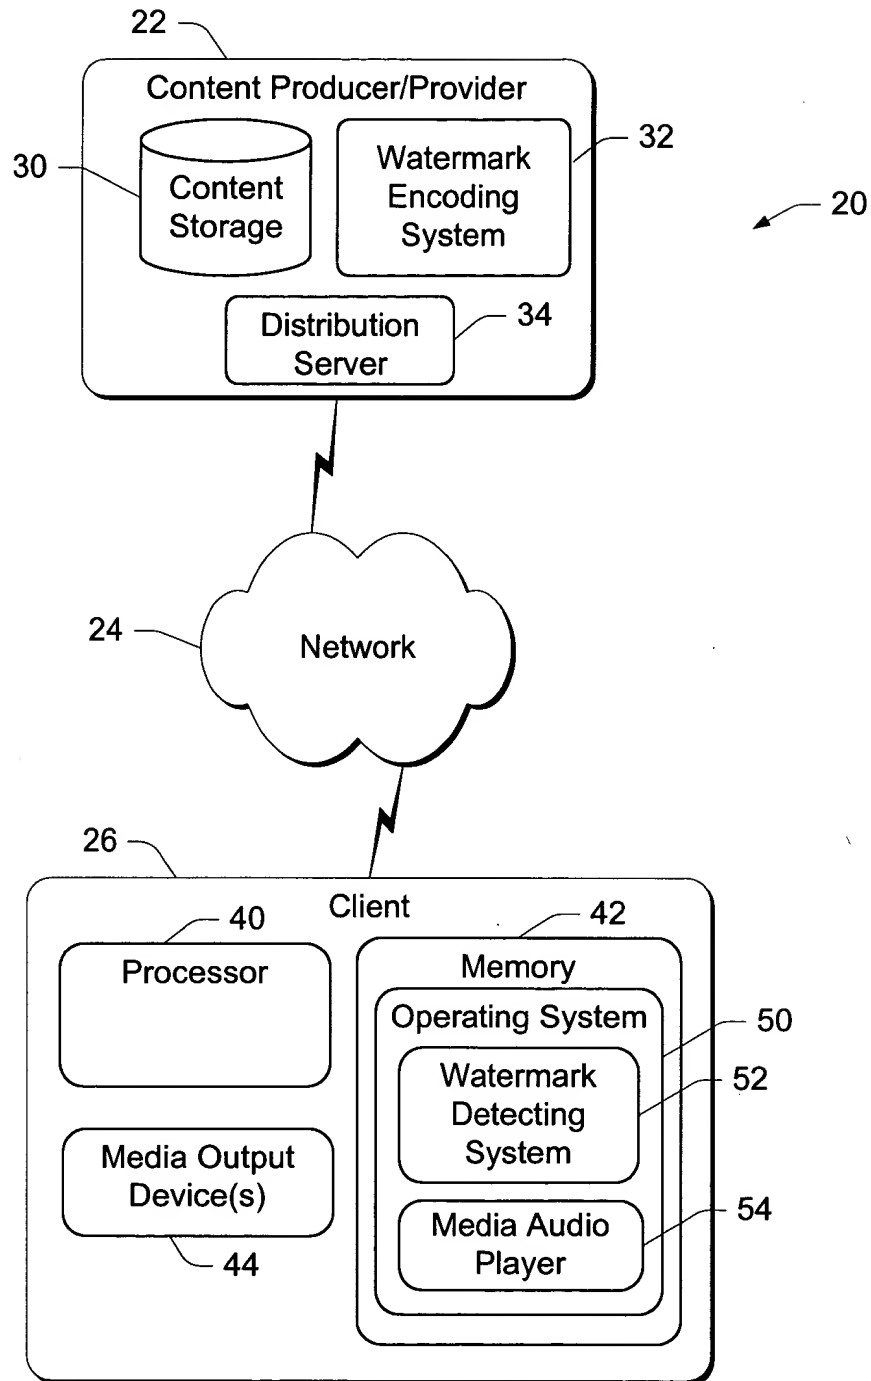 22
Content Producer/Provider
30
Content
Storage
Watermark
Encoding
System
32
20
Distribution
Server
34
24
Network
26
Client
40
Processor
42
Memory
Operating System
50
Watermark
Detecting
System
52
Media Output
Device(s)
44
Media Audio
Player
54